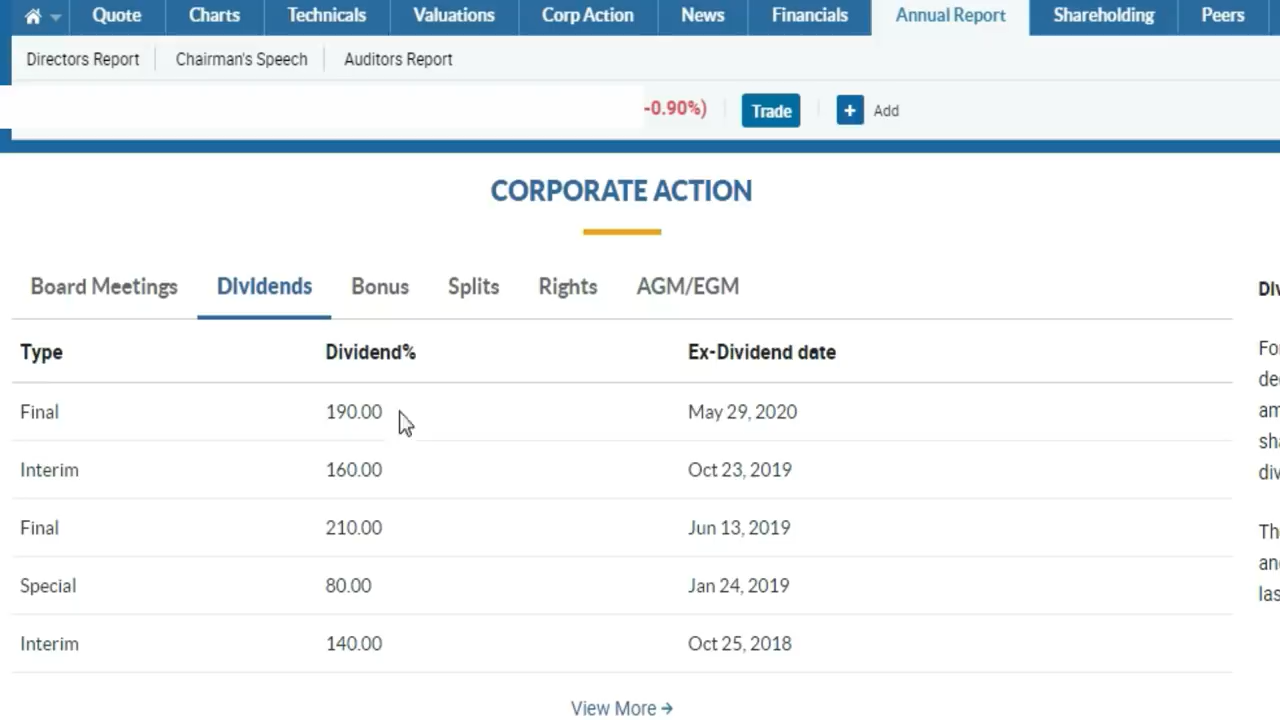 Quote Charts Technicals Valuations Corp Action News Financials Annual Report Shareholding Peers
Directors Report Chairman's Speech Auditors Report
-0.90%) Trade + Add
CORPORATE ACTION
Board Meetings Dividends Bonus Splits Rights AGM/EGM
Type Dividend% Ex-Dividend date
Final 190.00 May 29, 2020
Interim 160.00 Oct 23, 2019
Final 210.00 Jun 13, 2019
Special 80.00 Jan 24, 2019
Interim 140.00 Oct 25, 2018
View More →